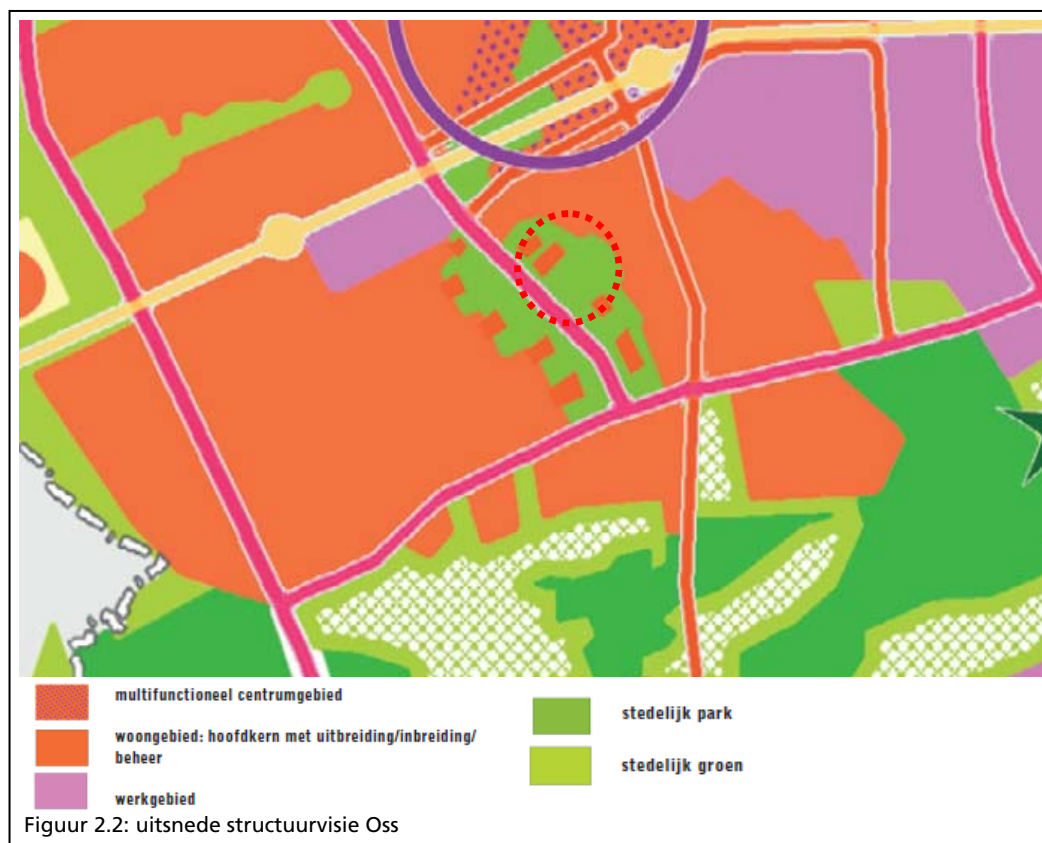 multifunctioneel centrumgebied
woongebied: hoofdkern met uitbreiding/inbreiding/
beheer
werkgebied
stedelijk park
stedelijk groen
Figuur 2.2: uitsnede structuurvisie Oss